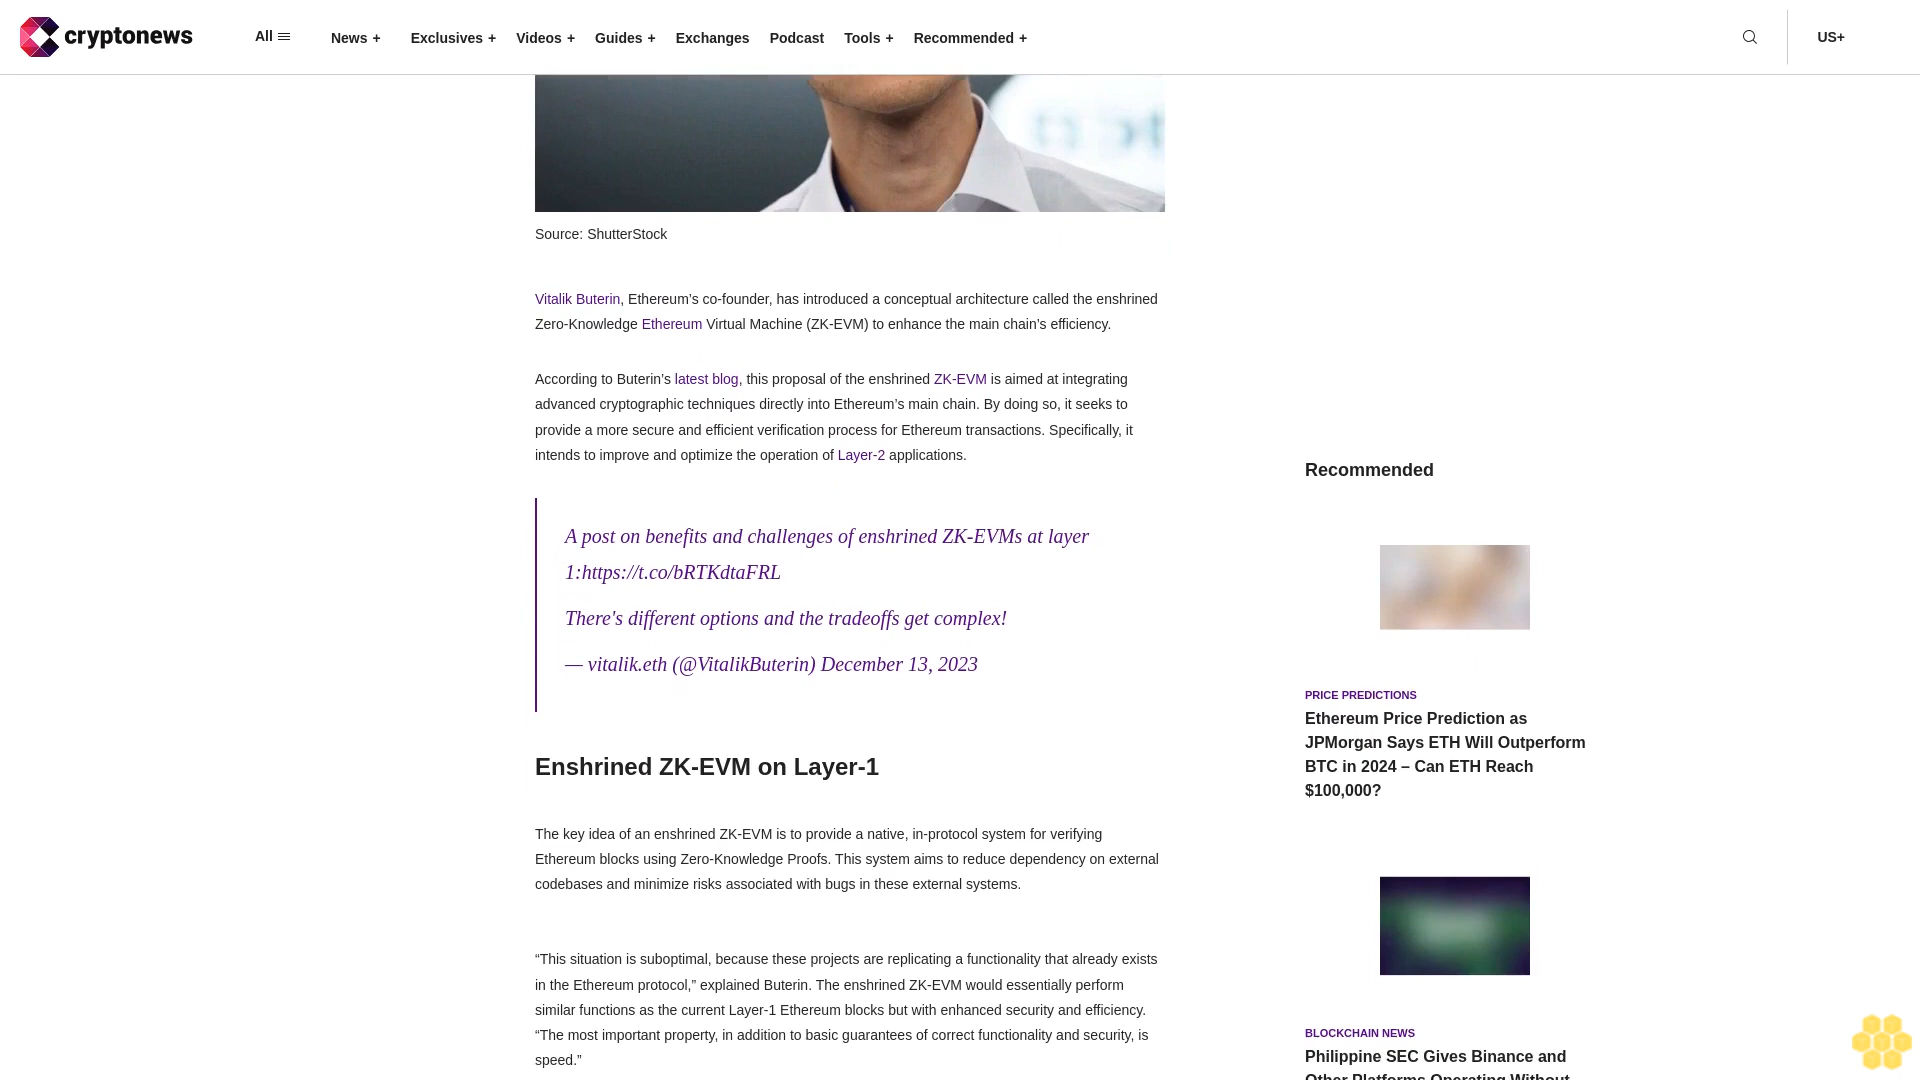 cryptonews
All
News +
Exclusives +
Videos +
Guides +
Exchanges
Podcast
Tools +
Recommended +
US+
Source: ShutterStock
Vitalik Buterin, Ethereum’s co-founder, has introduced a conceptual architecture called the enshrined
Zero-Knowledge Ethereum Virtual Machine (ZK-EVM) to enhance the main chain’s efficiency.
According to Buterin’s latest blog, this proposal of the enshrined ZK-EVM is aimed at integrating
advanced cryptographic techniques directly into Ethereum’s main chain. By doing so, it seeks to
provide a more secure and efficient verification process for Ethereum transactions. Specifically, it
intends to improve and optimize the operation of Layer-2 applications.
A post on benefits and challenges of enshrined ZK-EVMs at layer
1:https://t.co/bRTKdtaFRL
There's different options and the tradeoffs get complex!
— vitalik.eth (@VitalikButerin) December 13, 2023
Enshrined ZK-EVM on Layer-1
The key idea of an enshrined ZK-EVM is to provide a native, in-protocol system for verifying
Ethereum blocks using Zero-Knowledge Proofs. This system aims to reduce dependency on external
codebases and minimize risks associated with bugs in these external systems.
“This situation is suboptimal, because these projects are replicating a functionality that already exists
in the Ethereum protocol,” explained Buterin. The enshrined ZK-EVM would essentially perform
similar functions as the current Layer-1 Ethereum blocks but with enhanced security and efficiency.
“The most important property, in addition to basic guarantees of correct functionality and security, is
speed.”
Recommended
PRICE PREDICTIONS
Ethereum Price Prediction as
JPMorgan Says ETH Will Outperform
BTC in 2024 – Can ETH Reach
$100,000?
BLOCKCHAIN NEWS
Philippine SEC Gives Binance and
Other Platforms Operating Without